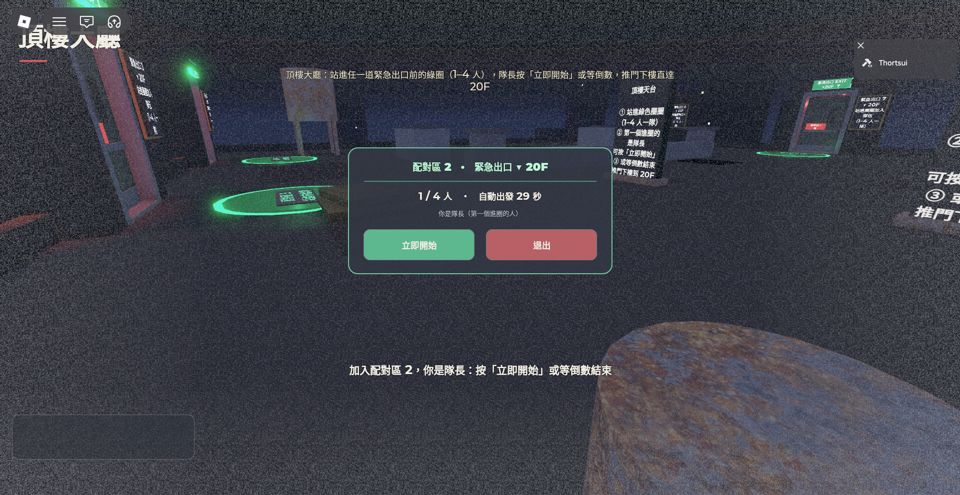 頂樓大廳
Thortsui
頂樓大廳：站進任一道緊急出口前的綠圈（1–4 人），隊長按「立即開始」或等倒數，推門下樓直達
20F
頂樓天台
① 站進綠色圈圈
（1–4 人一隊）
② 第一個進圈的
是隊長
可按「立即開始」
③ 或等倒數結束
推門下樓到 20F
緊急出口 EXIT
配對區 2 • 緊急出口 ▼ 20F
1 / 4 人 • 自動出發 29 秒
你是隊長（第一個進圈的人）
立即開始
退出
加入配對區 2，你是隊長：按「立即開始」或等倒數結束
②
可按
③ 或
推門下